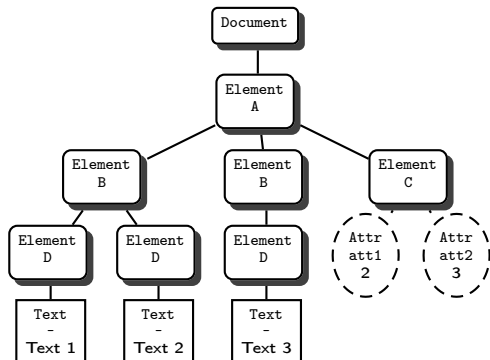 Document
Element
A
Element
B
Element
B
Element
C
Element
D
Element
D
Element
D
Attr
att1
2
Attr
att2
3
Text
-
Text 1
Text
-
Text 2
Text
-
Text 3